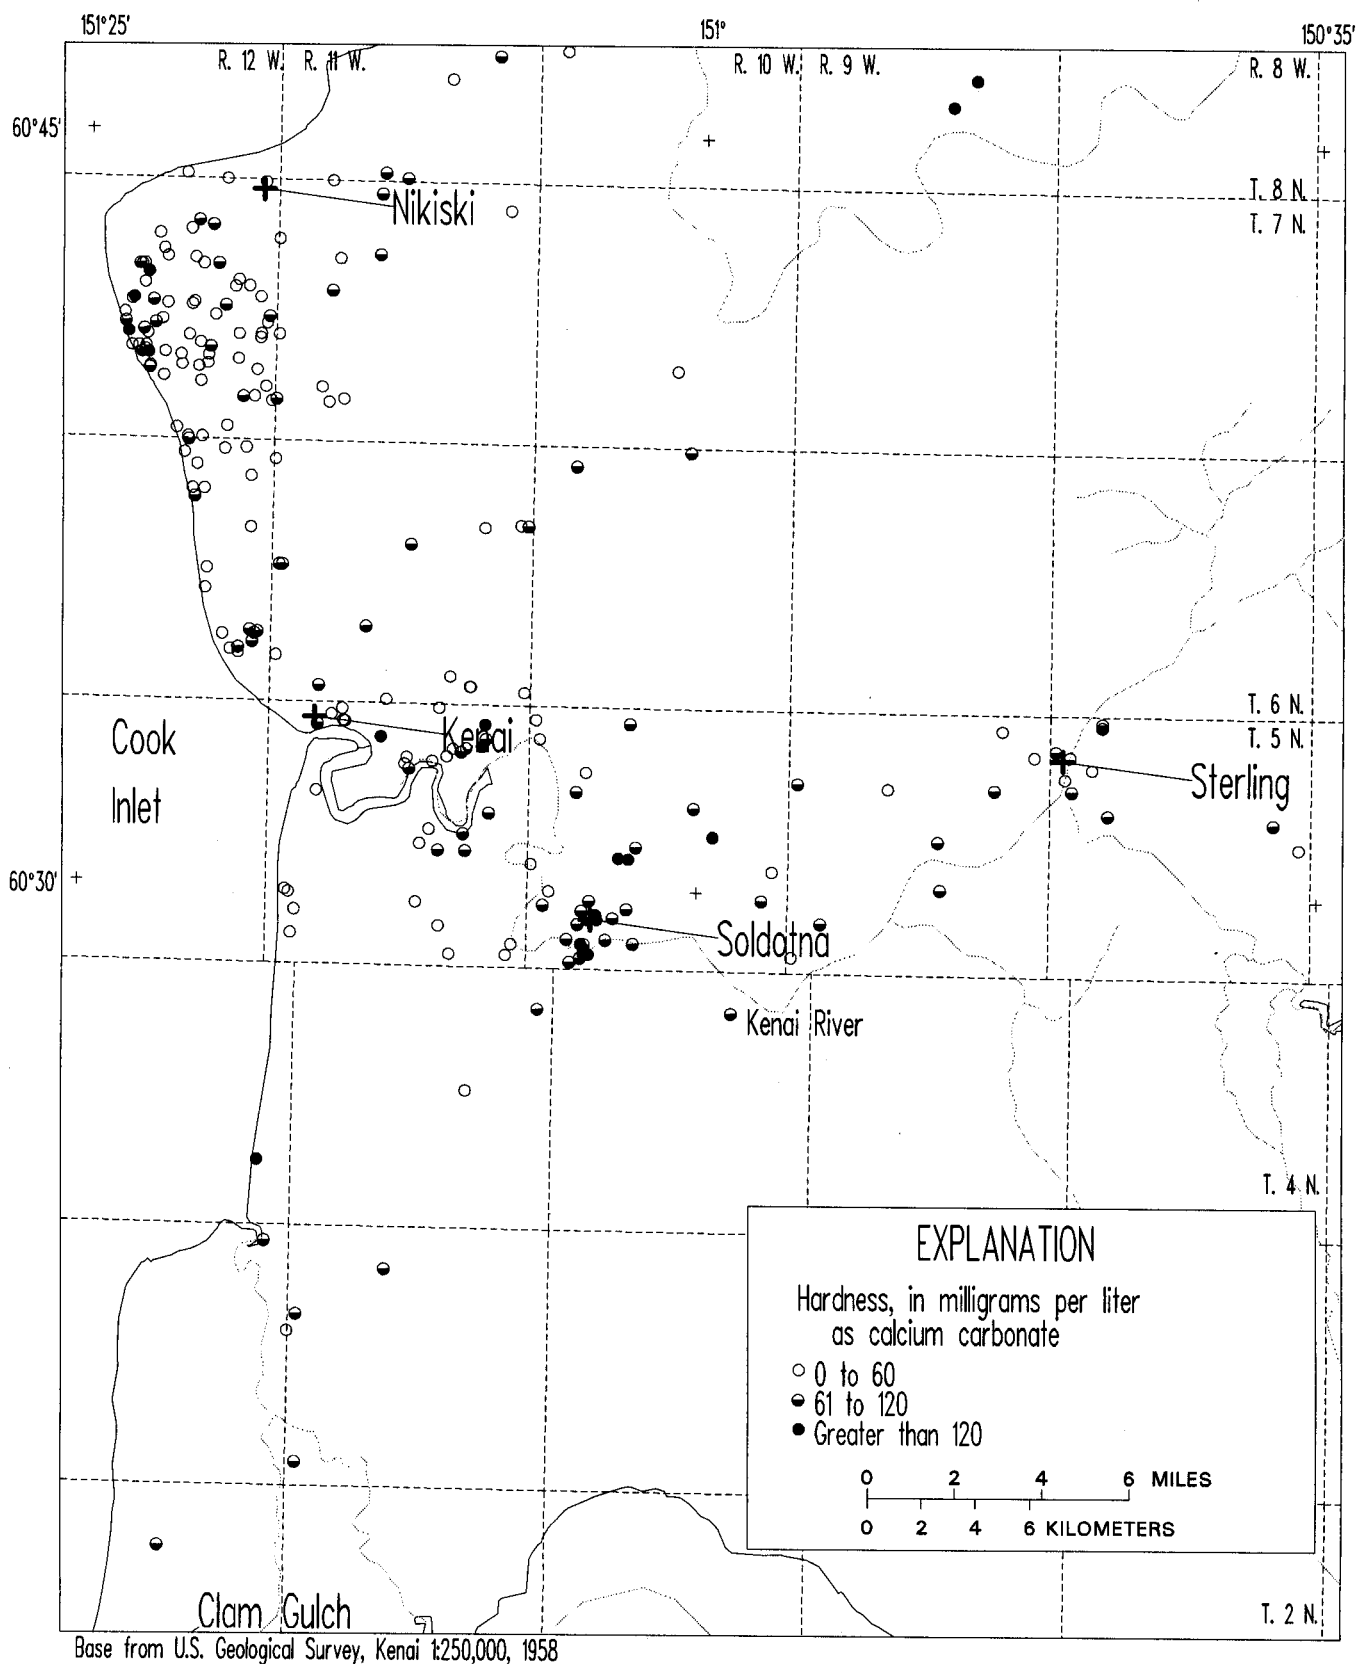 151°25'
151°
150°35'
R. 12 W. R. 11 W.
R. 10 W. R. 9 W.
R. 8 W.
60°45'
T. 8 N.
Nikiski
T. 7 N.
T. 6 N.
Cook
Inlet
Kenai
T. 5 N.
Sterling
60°30'
Soldotna
Kenai River
T. 4 N.
EXPLANATION
Hardness, in milligrams per liter
as calcium carbonate
0 to 60
61 to 120
Greater than 120
0 2 4 6 MILES
0 2 4 6 KILOMETERS
Clam Gulch
T. 2 N.
Base from U.S. Geological Survey, Kenai 1:250,000, 1958